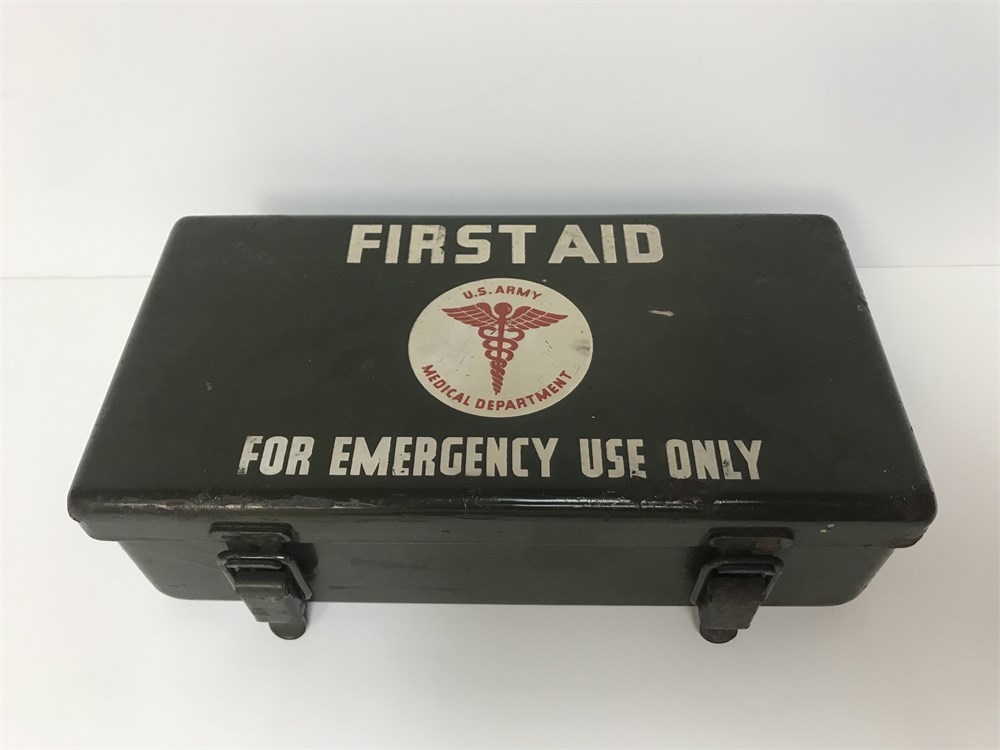 FIRST AID
U.S. ARMY
MEDICAL DEPARTMENT
FOR EMERGENCY USE ONLY